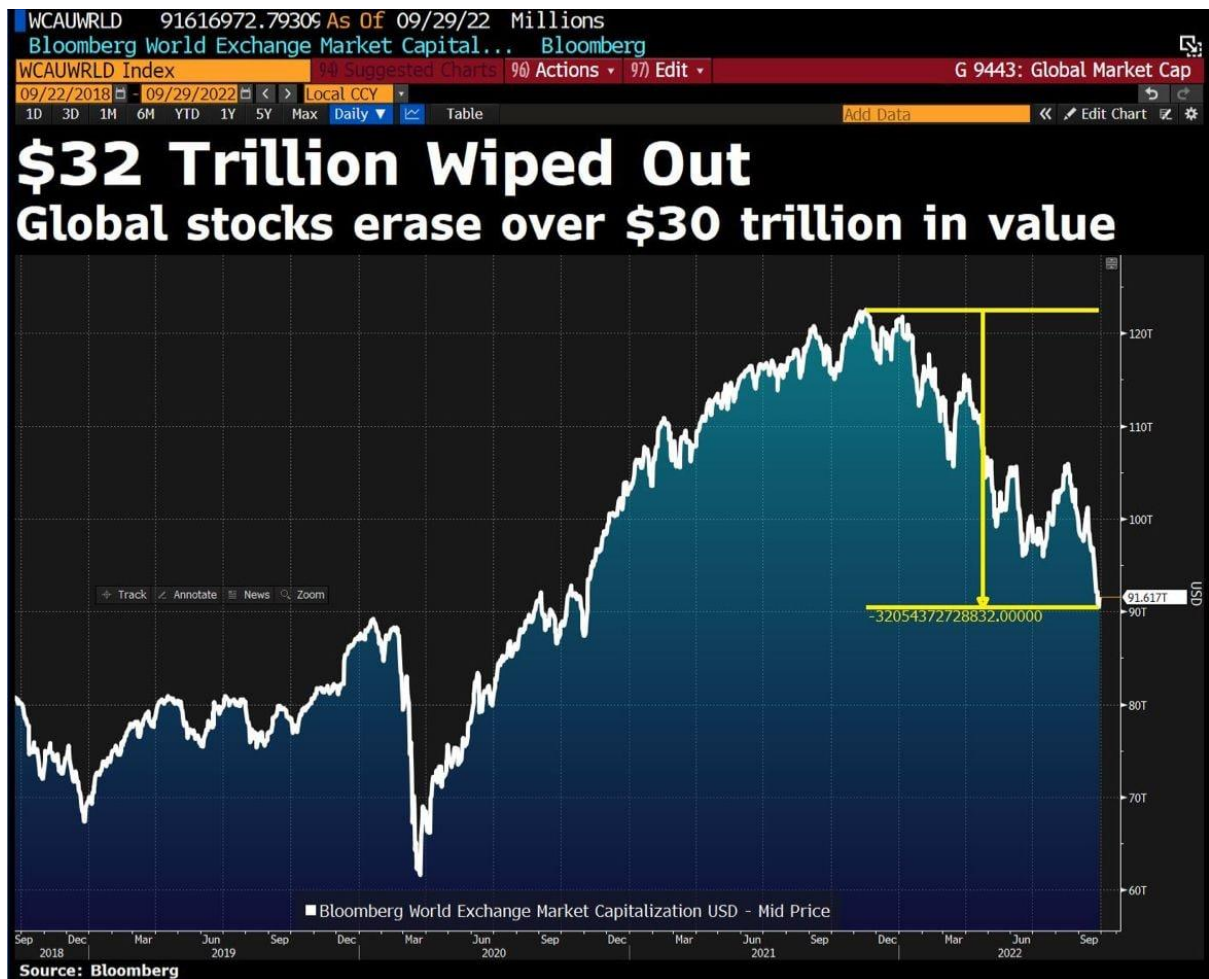 WCAUWRLD 91616972.79309 As Of 09/29/22 Millions
Bloomberg World Exchange Market Capital... Bloomberg
WCAUWRLD Index 94) Suggested Charts 96) Actions 97) Edit G 9443: Global Market Cap
09/22/2018 - 09/29/2022 < > Local CCY
1D 3D 1M 6M YTD 1Y 5Y Max Daily ▼ Table Add Data « Edit Chart
$32 Trillion Wiped Out
Global stocks erase over $30 trillion in value
120T
110T
100T
Track Annotate News Zoom
91.617T
USD
90T
-32054372728832.00000
80T
70T
60T
Bloomberg World Exchange Market Capitalization USD - Mid Price
Sep Dec Mar Jun Sep Dec Mar Jun Sep Dec Mar Jun Sep Dec Mar Jun Sep
2018 2019 2020 2021 2022
Source: Bloomberg